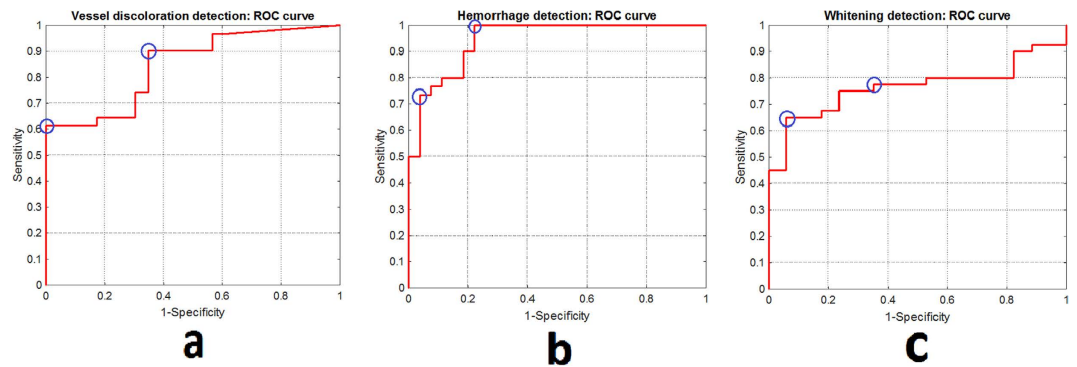 Vessel discoloration detection: ROC curve
1
0.9
0.8
0.7
0.6
0.5
0.4
0.3
0.2
0.1
0
Sensitivity
0 0.2 0.4 0.6 0.8 1
1-Specificity
a
Hemorrhage detection: ROC curve
1
0.9
0.8
0.7
0.6
0.5
0.4
0.3
0.2
0.1
0
Sensitivity
0 0.2 0.4 0.6 0.8 1
1-Specificity
b
Whitening detection: ROC curve
1
0.9
0.8
0.7
0.6
0.5
0.4
0.3
0.2
0.1
0
Sensitivity
0 0.2 0.4 0.6 0.8 1
1-Specificity
c